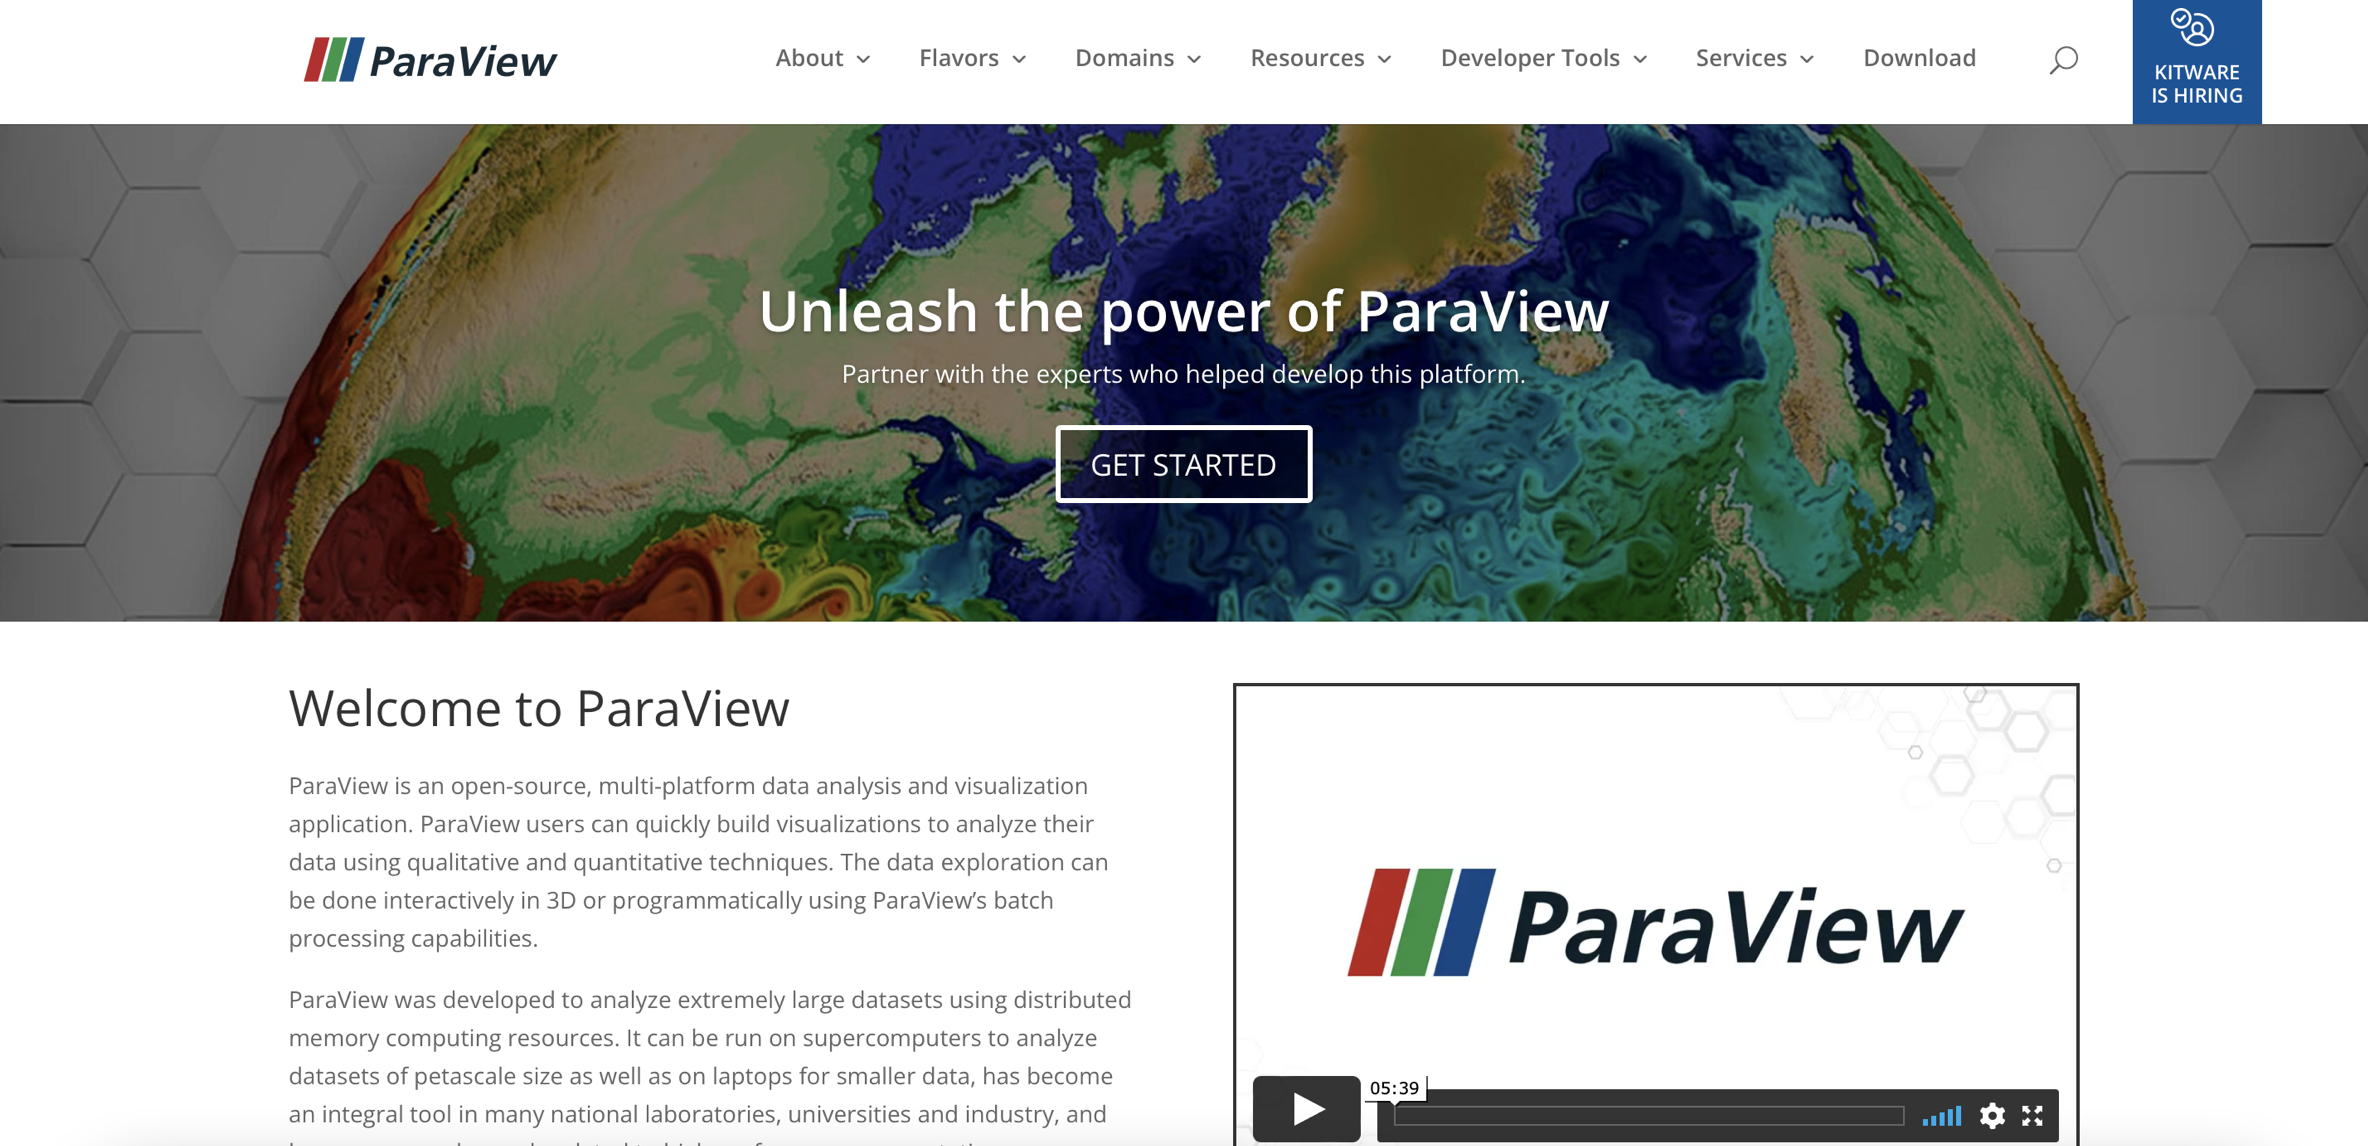 ParaView
About
Flavors
Domains
Resources
Developer Tools
Services
Download
KITWARE
IS HIRING
Unleash the power of ParaView
Partner with the experts who helped develop this platform.
GET STARTED
Welcome to ParaView
ParaView is an open-source, multi-platform data analysis and visualization
application. ParaView users can quickly build visualizations to analyze their
data using qualitative and quantitative techniques. The data exploration can
be done interactively in 3D or programmatically using ParaView’s batch
processing capabilities.
ParaView was developed to analyze extremely large datasets using distributed
memory computing resources. It can be run on supercomputers to analyze
datasets of petascale size as well as on laptops for smaller data, has become
an integral tool in many national laboratories, universities and industry, and
ParaView
05:39